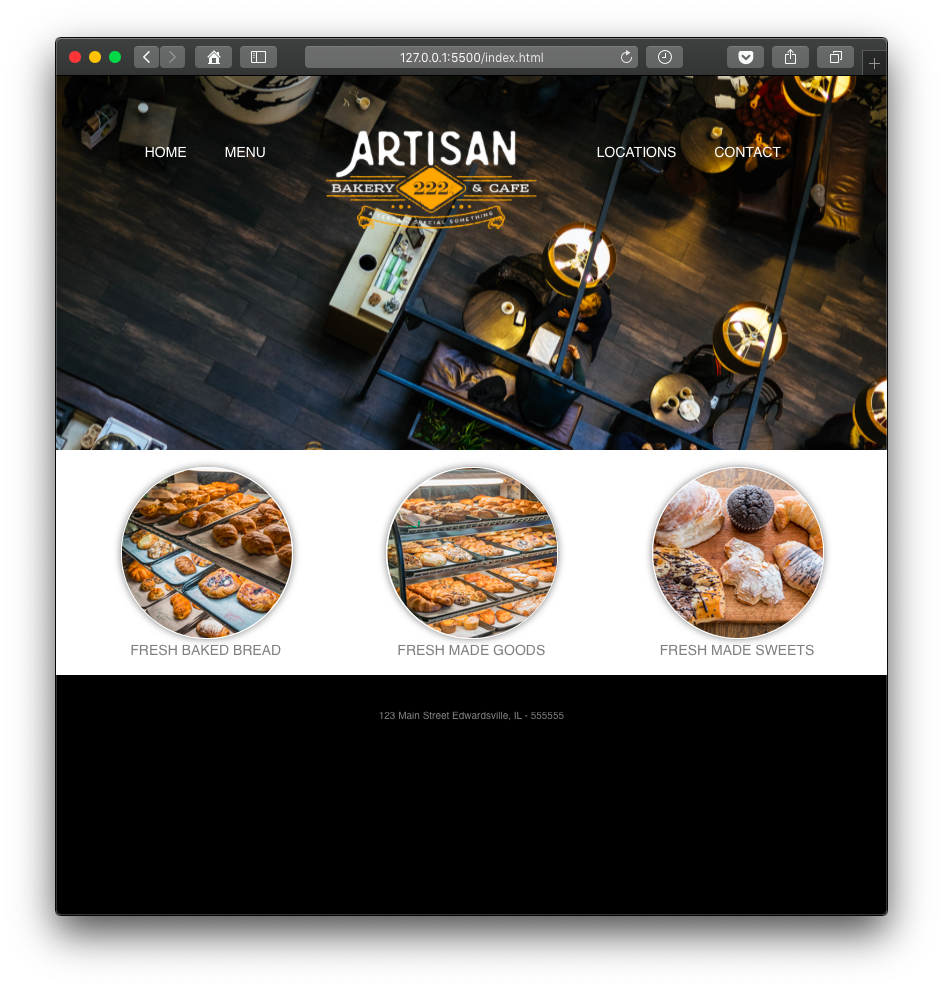 127.0.0.1:5500/index.html
HOME MENU LOCATIONS CONTACT
ARTISAN
BAKERY 222 & CAFE
SPECIAL SOMETHING
FRESH BAKED BREAD FRESH MADE GOODS FRESH MADE SWEETS
123 Main Street Edwardsville, IL - 555555